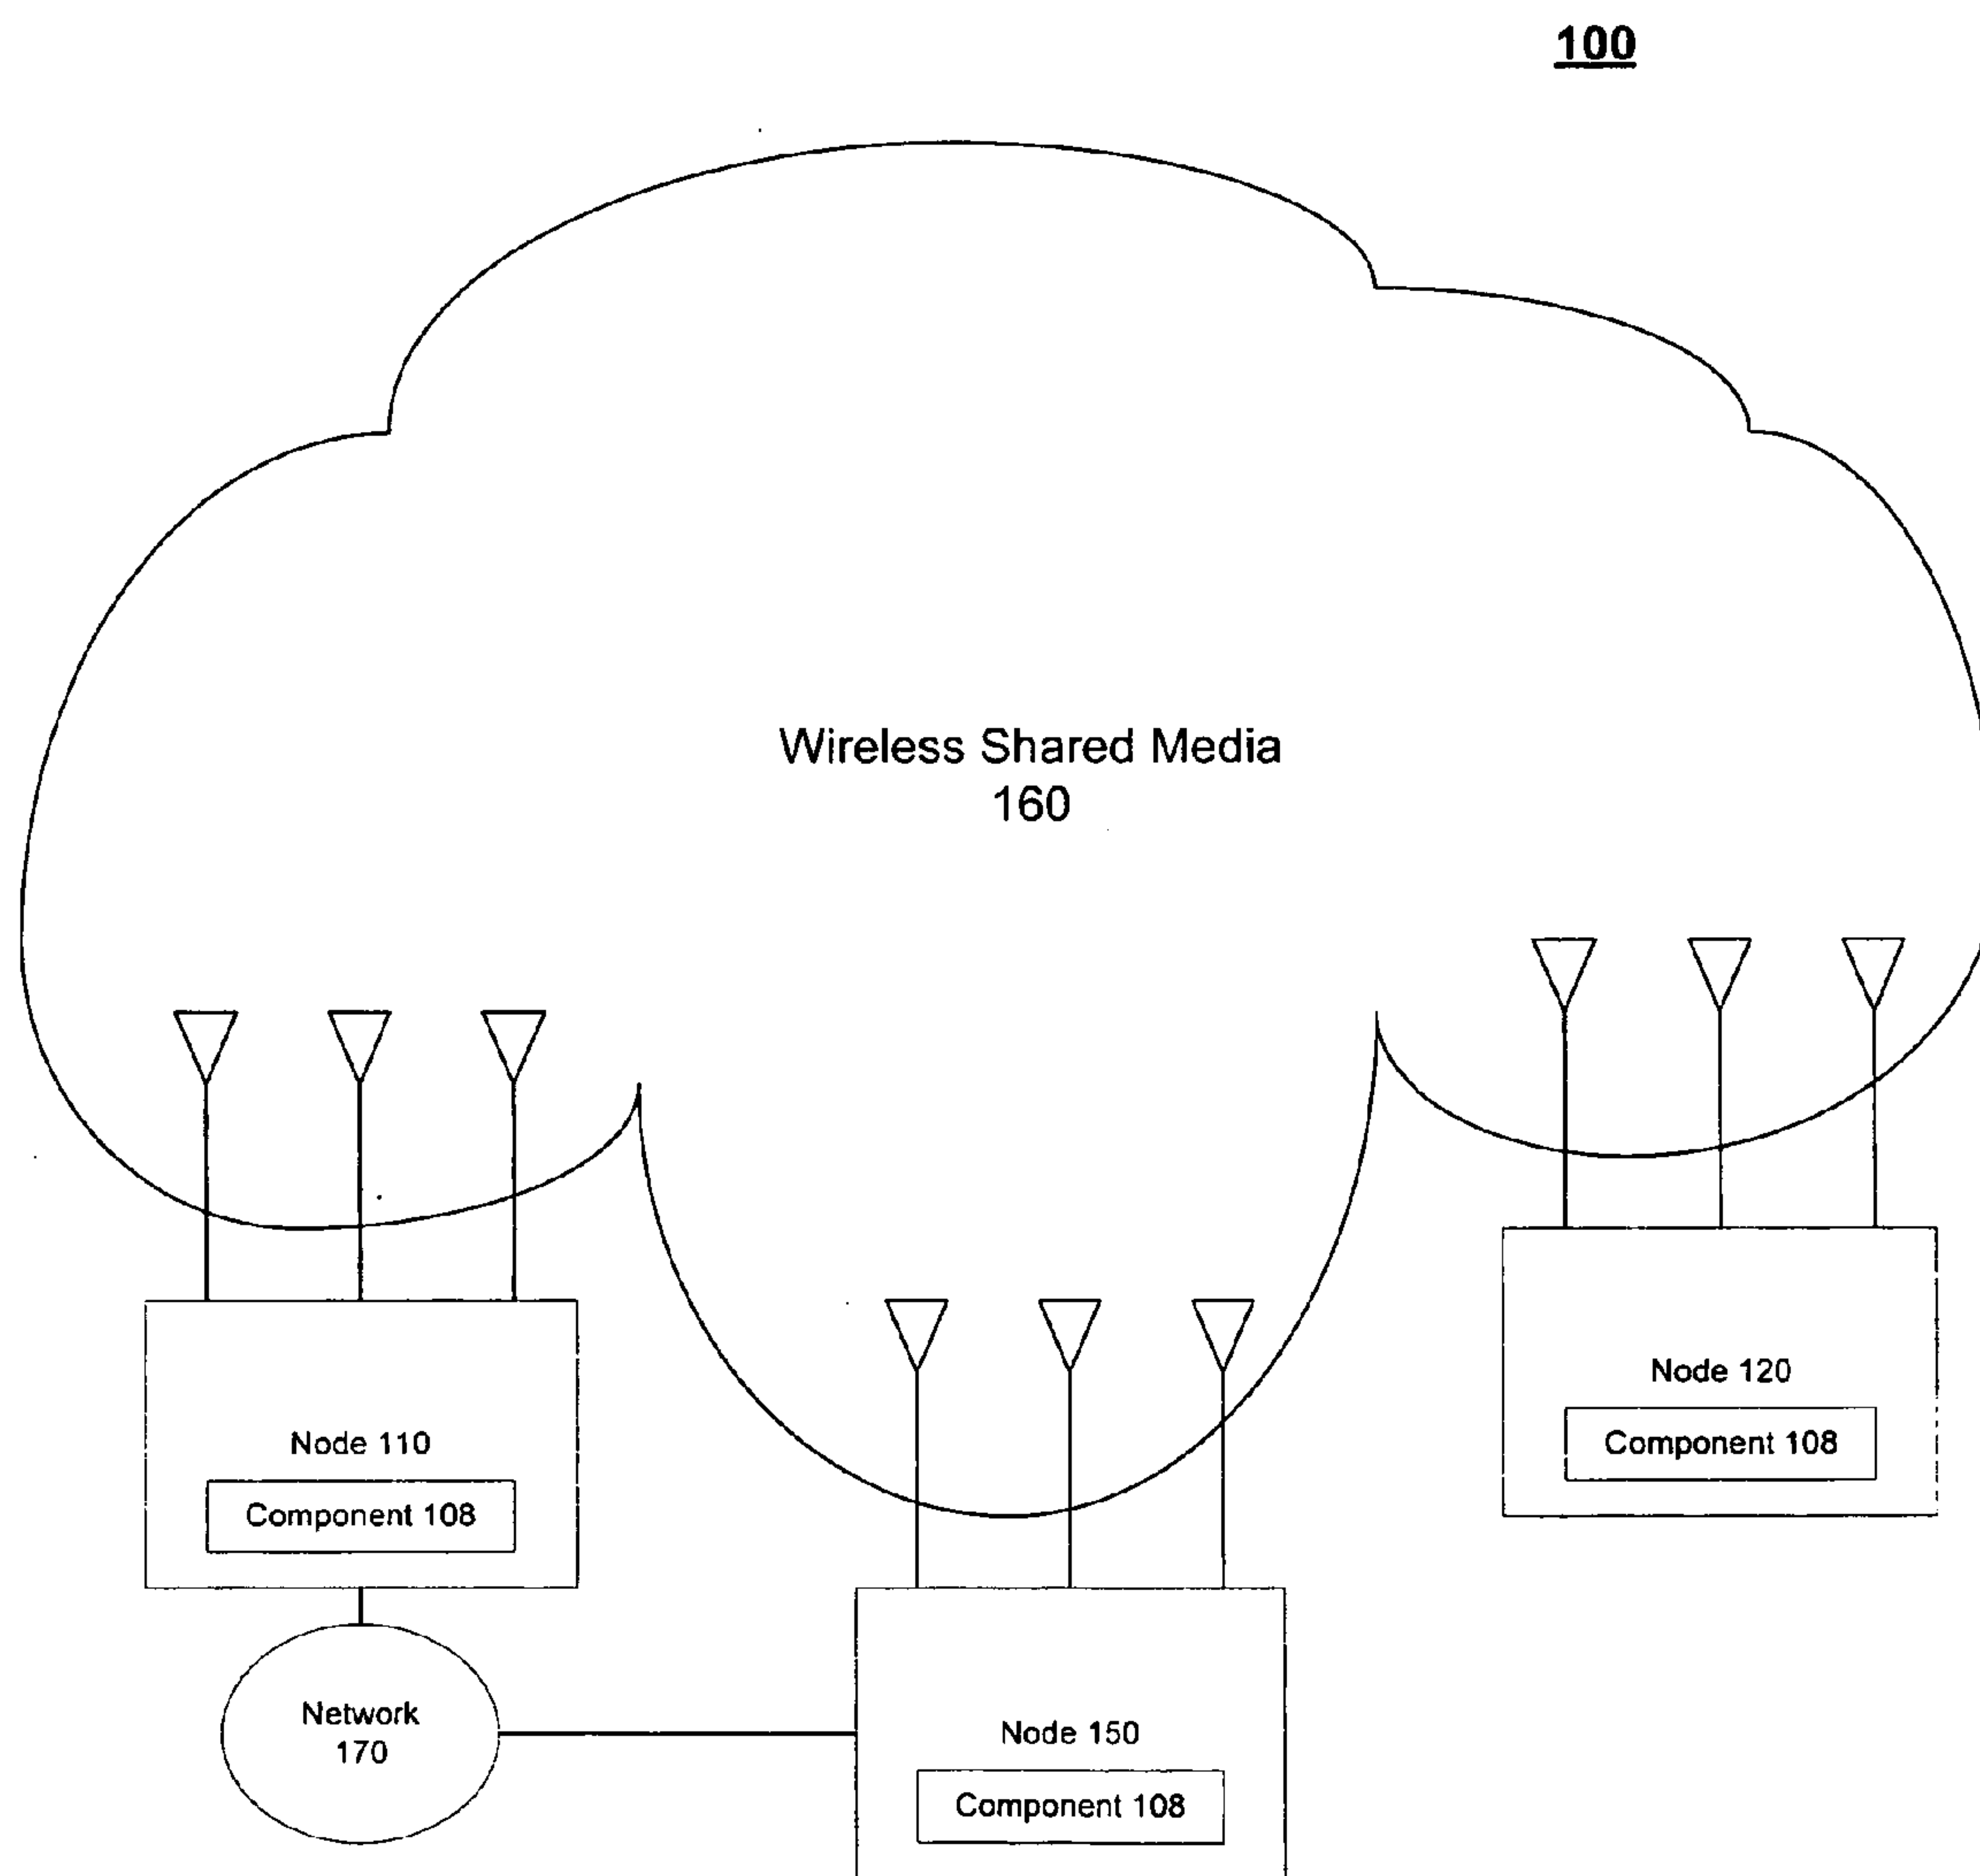 100
Wireless Shared Media
160
Node 120
Component 108
Node 110
Component 108
Network
170
Node 150
Component 108